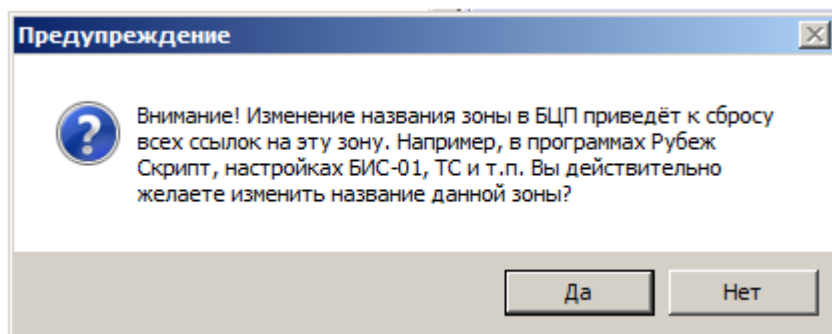 Предупреждение
Внимание! Изменение названия зоны в БЦП приведёт к сбросу
всех ссылок на эту зону. Например, в программах Рубеж
Скрипт, настройках БИС-01, ТС и т.п. Вы действительно
желаете изменить название данной зоны?
Да Нет